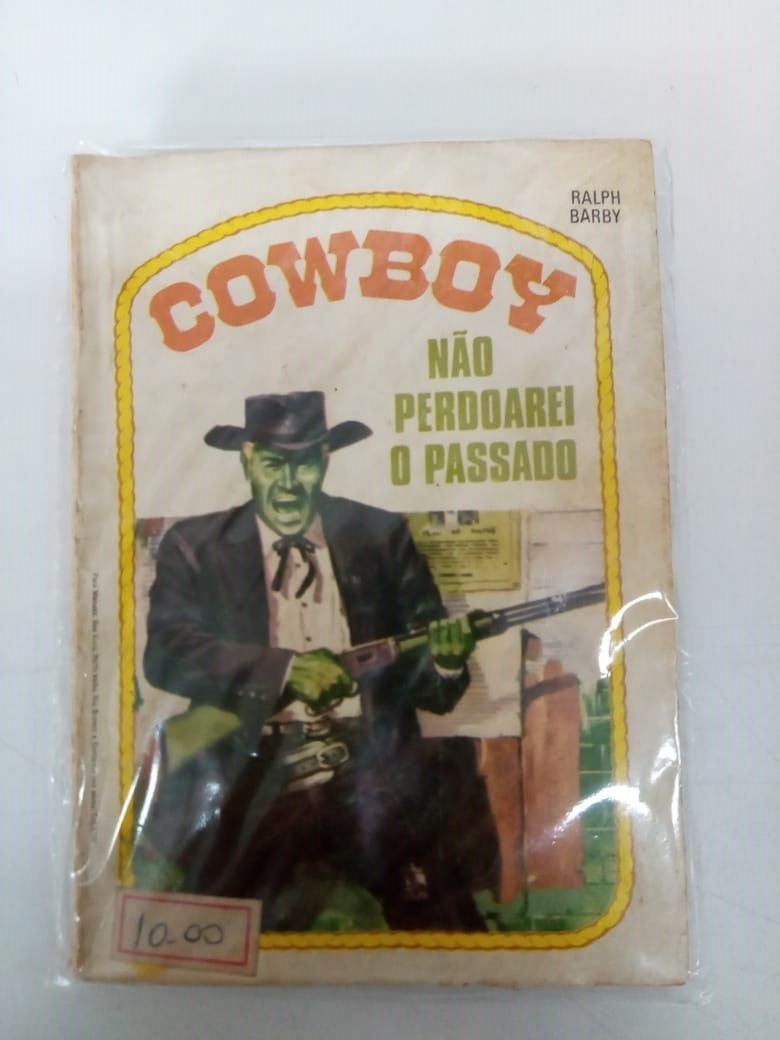 RALPH
BARBY
COWBOY
NÃO
PERDOAREI
O PASSADO
10-00